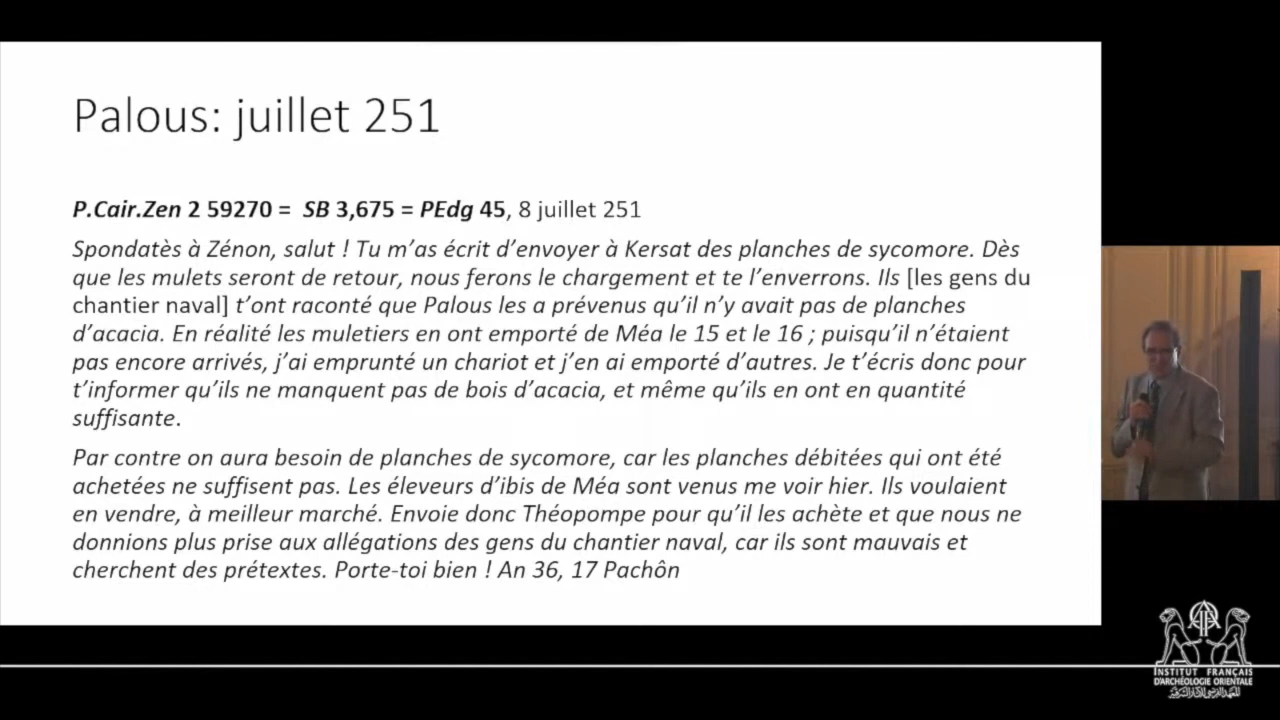 Palous: juillet 251
P.Cair.Zen 2 59270 = SB 3,675 = PEdg 45, 8 juillet 251
Spondatès à Zénon, salut ! Tu m’as écrit d’envoyer à Kersat des planches de sycomore. Dès
que les mulets seront de retour, nous ferons le chargement et te l’enverrons. Ils [les gens du
chantier naval] t’ont raconté que Palous les a prévenus qu’il n’y avait pas de planches
d’acacia. En réalité les muletiers en ont emporté de Méa le 15 et le 16 ; puisqu’il n’étaient
pas encore arrivés, j’ai emprunté un chariot et j’en ai emporté d’autres. Je t’écris donc pour
t’informer qu’ils ne manquent pas de bois d’acacia, et même qu’ils en ont en quantité
suffisante.
Par contre on aura besoin de planches de sycomore, car les planches débitées qui ont été
achetées ne suffisent pas. Les éleveurs d’ibis de Méa sont venus me voir hier. Ils voulaient
en vendre, à meilleur marché. Envoie donc Théopompe pour qu’il les achète et que nous ne
donnions plus prise aux allégations des gens du chantier naval, car ils sont mauvais et
cherchent des prétextes. Porte-toi bien ! An 36, 17 Pachôn
INSTITUT FRANÇAIS
D’ARCHÉOLOGIE ORIENTALE